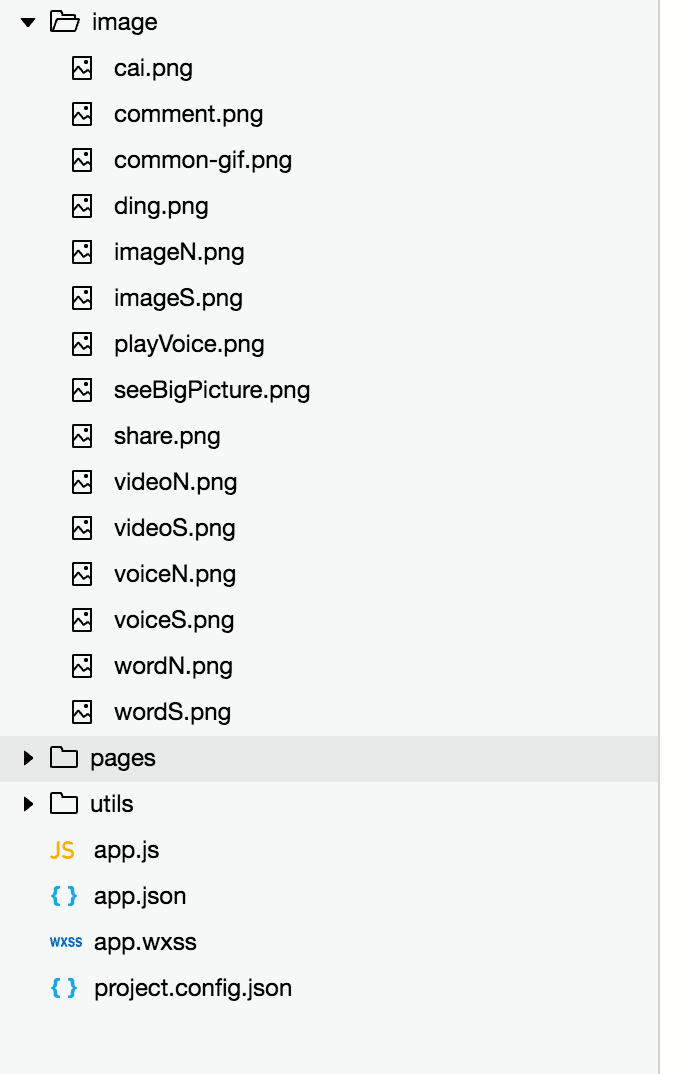 image
cai.png
comment.png
common-gif.png
ding.png
imageN.png
imageS.png
playVoice.png
seeBigPicture.png
share.png
videoN.png
videoS.png
voiceN.png
voiceS.png
wordN.png
wordS.png
pages
utils
JS app.js
{ } app.json
WXSS app.wxss
{ } project.config.json